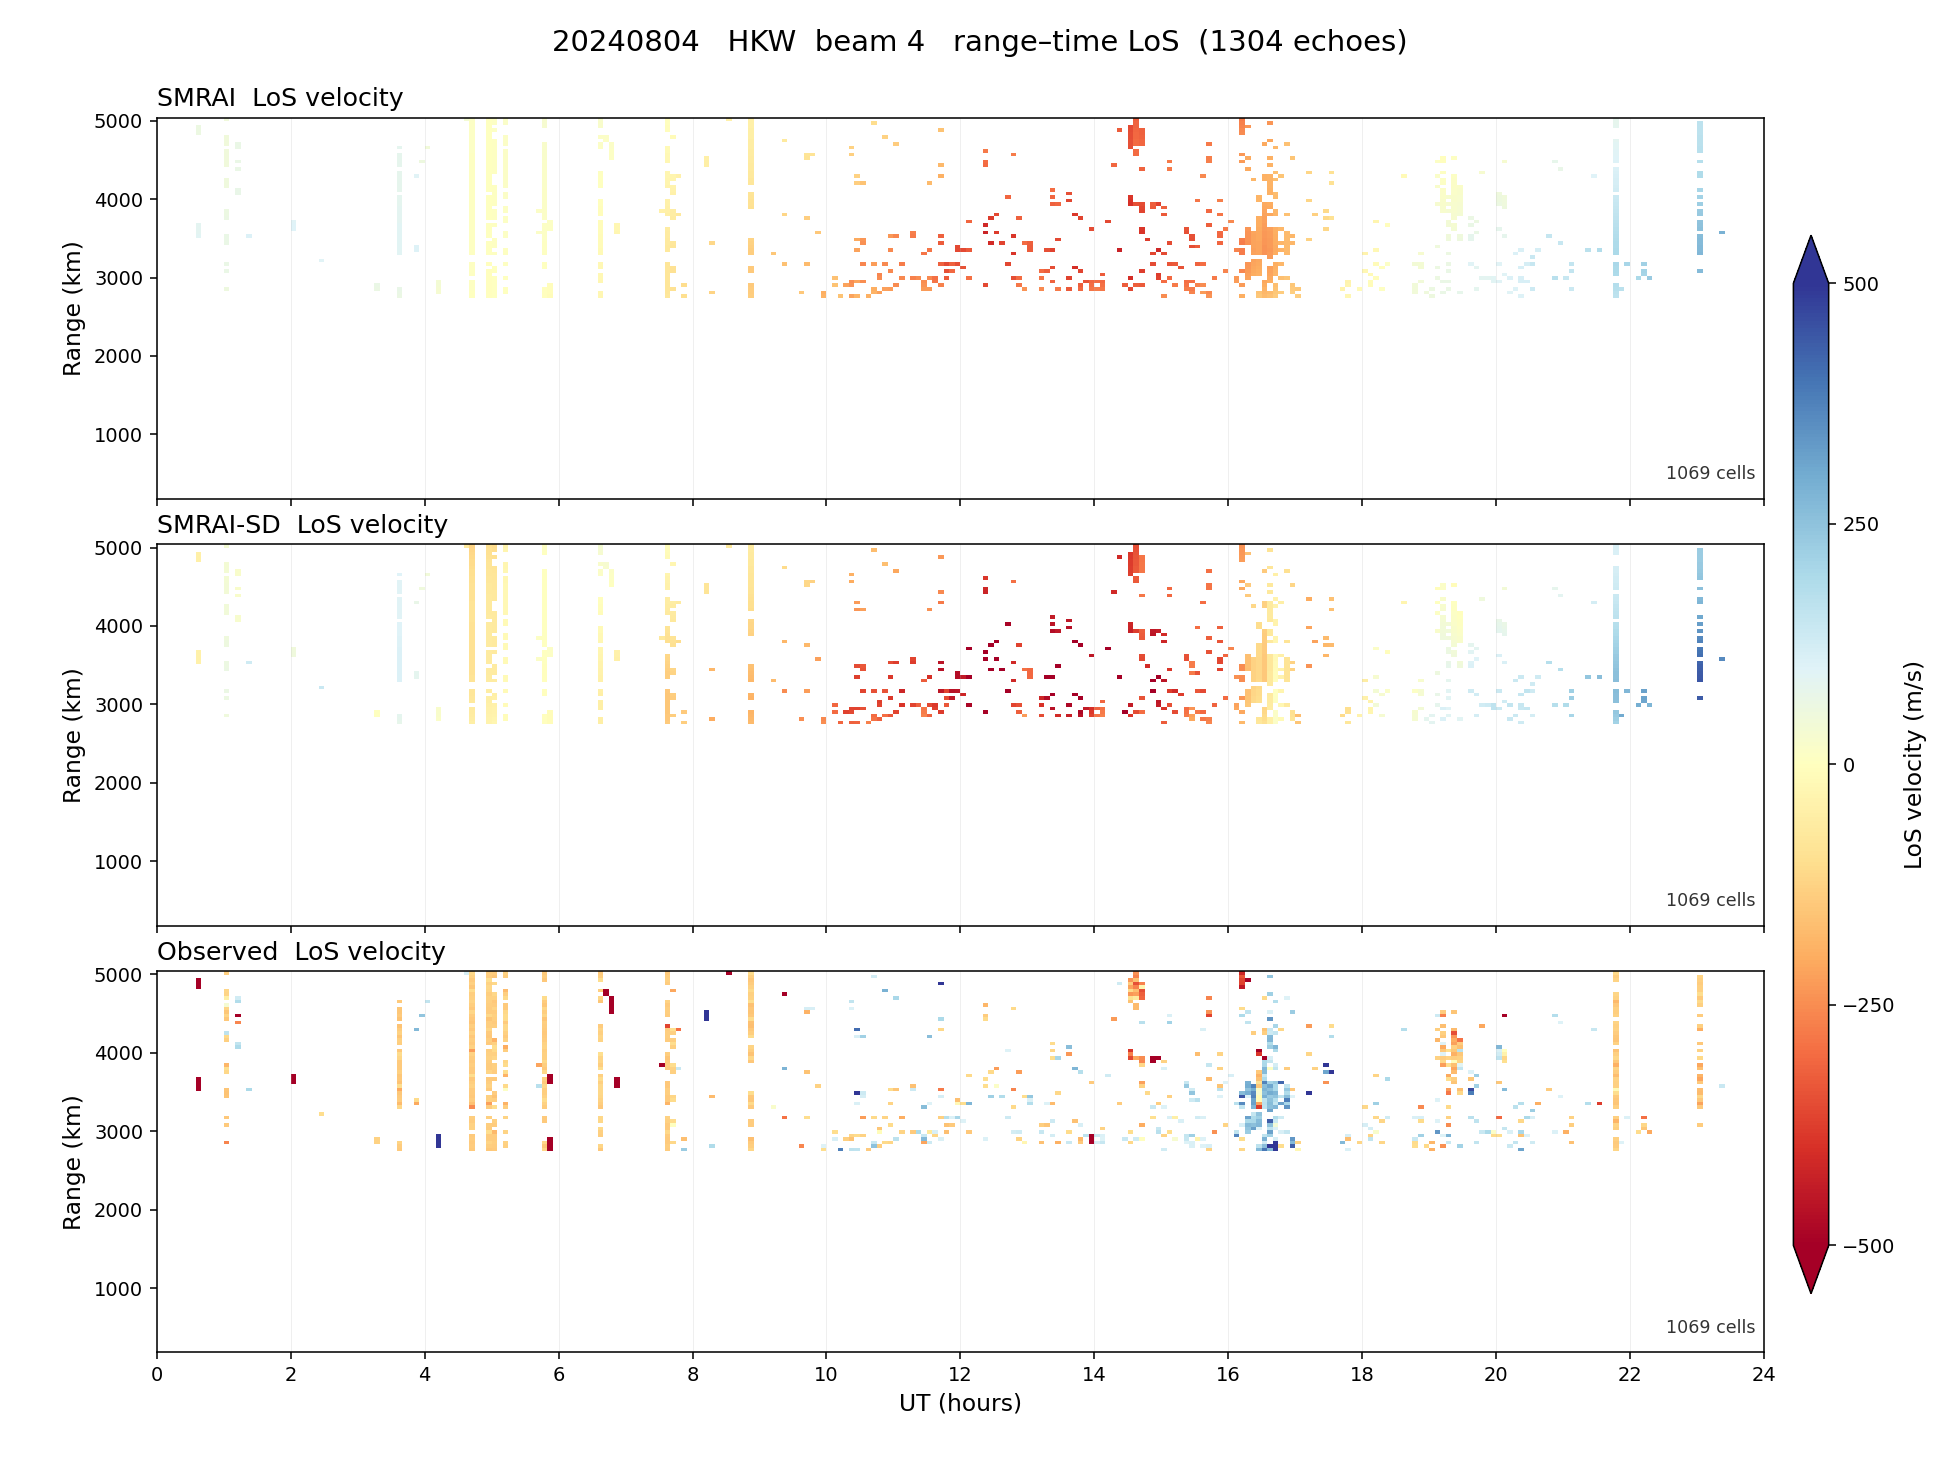 20240804   HKW  beam 4   range–time LoS  (1304 echoes)
SMRAI  LoS velocity
5000
4000
3000
2000
1000
Range (km)
1069 cells
SMRAI-SD  LoS velocity
5000
4000
3000
2000
1000
Range (km)
1069 cells
Observed  LoS velocity
5000
4000
3000
2000
1000
Range (km)
1069 cells
0 2 4 6 8 10 12 14 16 18 20 22 24
UT (hours)
500
250
0
−250
−500
LoS velocity (m/s)